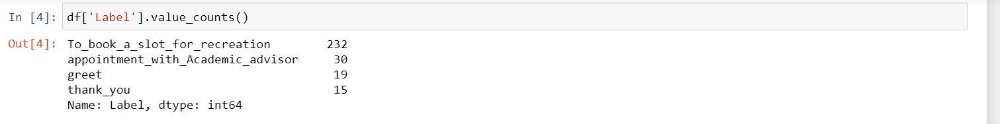 In [4]: df['Label'].value_counts()
Out[4]: To_book_a_slot_for_recreation 232
appointment_with_Academic_advisor 30
greet 19
thank_you 15
Name: Label, dtype: int64